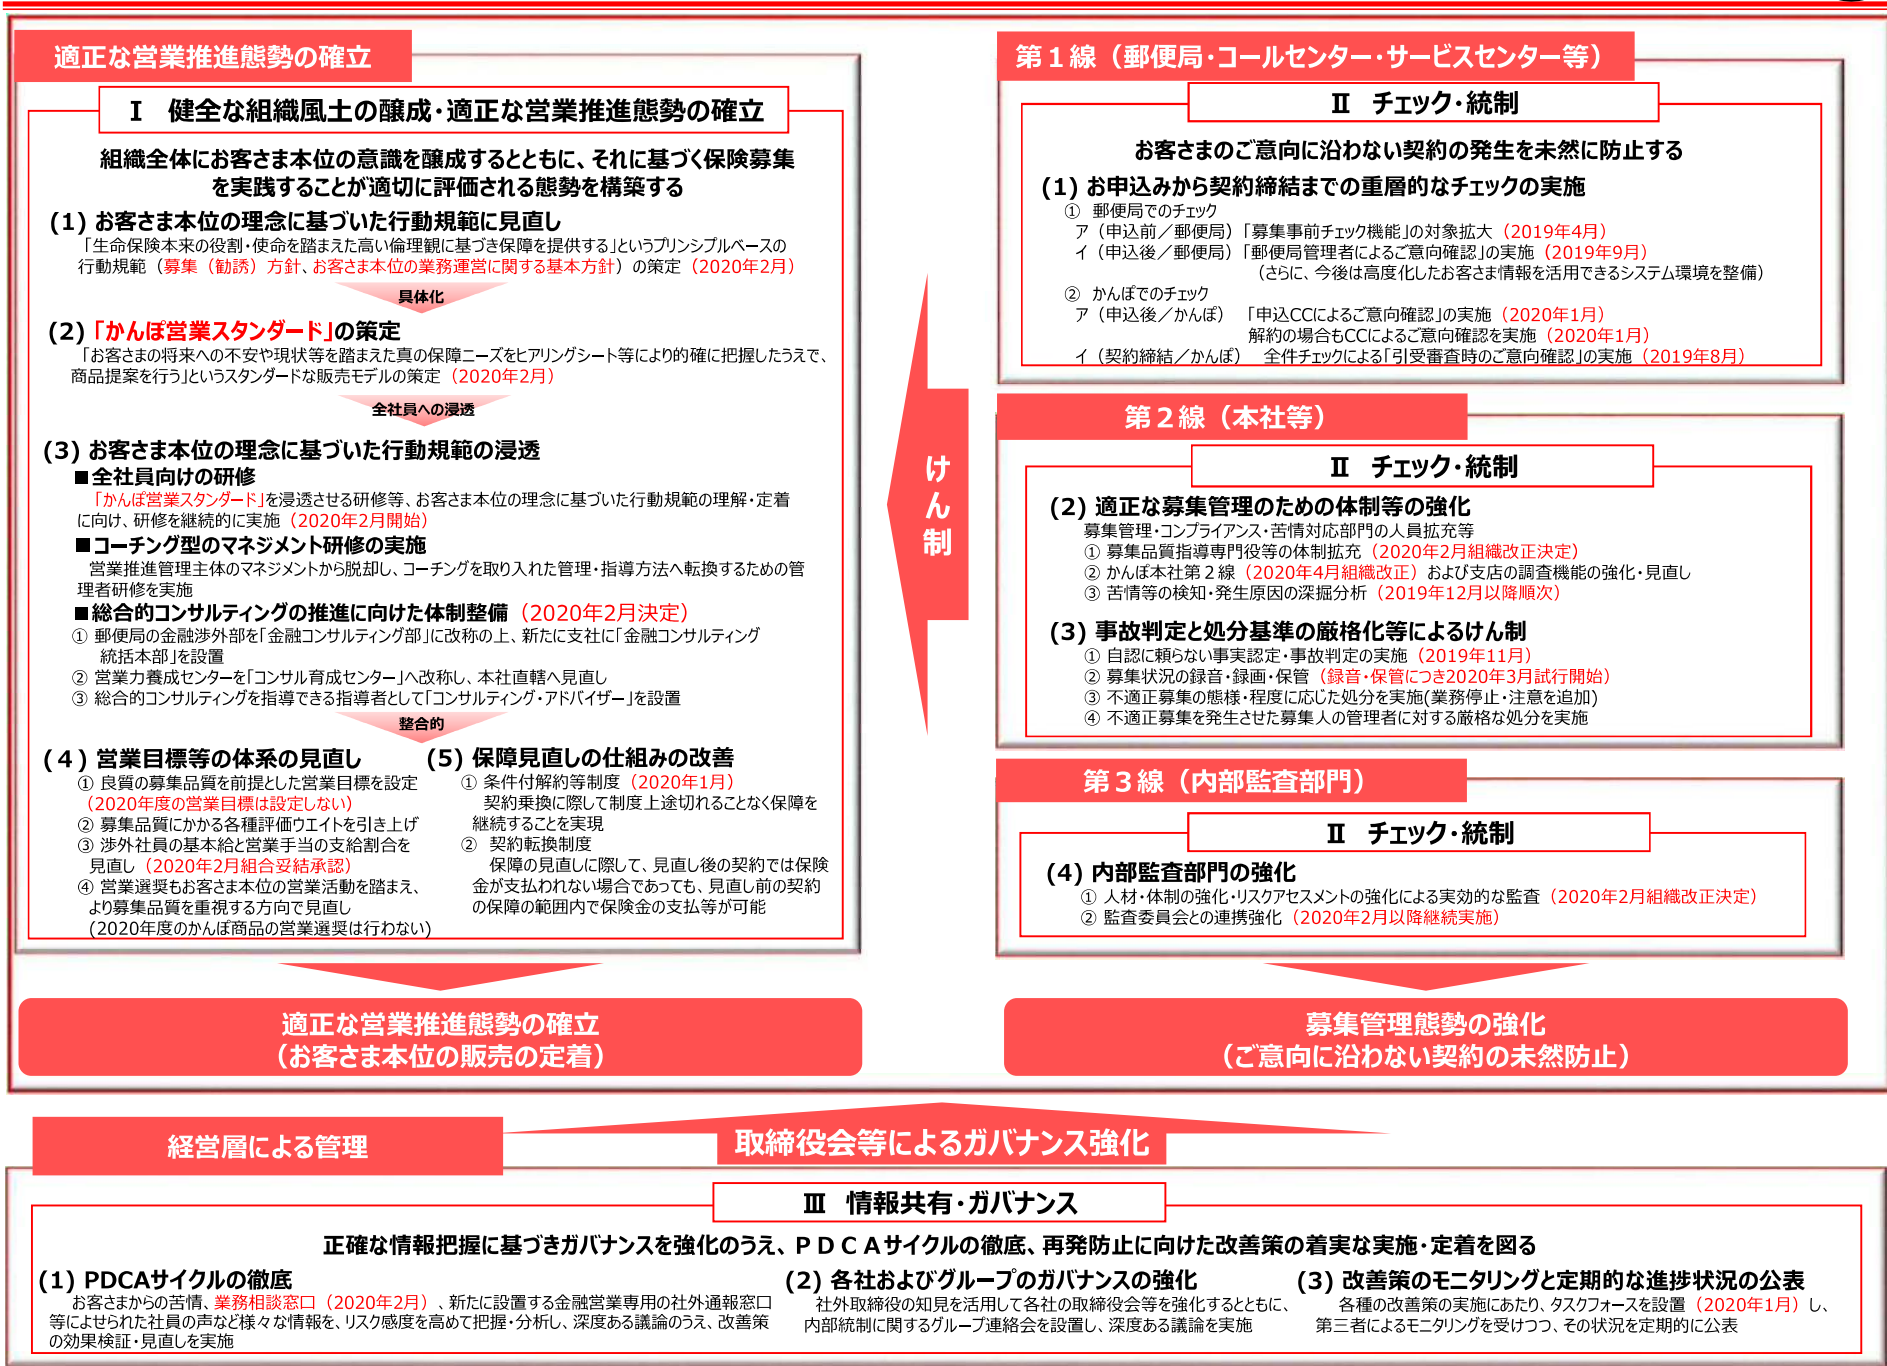 適正な営業推進態勢の確立
Ⅰ 健全な組織風土の醸成・適正な営業推進態勢の確立
組織全体にお客さま本位の意識を醸成するとともに、それに基づく保険募集
を実践することが適切に評価される態勢を構築する
(1) お客さま本位の理念に基づいた行動規範に見直し
「生命保険本来の役割・使命を踏まえた高い倫理観に基づき保障を提供する」というプリンシプルベースの
行動規範（募集（勧誘）方針、お客さま本位の業務運営に関する基本方針）の策定（2020年2月）
具体化
(2)「かんぽ営業スタンダード」の策定
「お客さまの将来への不安や現状等を踏まえた真の保障ニーズをヒアリングシート等により的確に把握したうえで、
商品提案を行う」というスタンダードな販売モデルの策定（2020年2月）
全社員への浸透
(3) お客さま本位の理念に基づいた行動規範の浸透
■全社員向けの研修
「かんぽ営業スタンダード」を浸透させる研修等、お客さま本位の理念に基づいた行動規範の理解・定着
に向け、研修を継続的に実施（2020年2月開始）
■コーチング型のマネジメント研修の実施
営業推進管理主体のマネジメントから脱却し、コーチングを取り入れた管理・指導方法へ転換するための管
理者研修を実施
■総合的コンサルティングの推進に向けた体制整備（2020年2月決定）
① 郵便局の金融渉外部を「金融コンサルティング部」に改称の上、新たに支社に「金融コンサルティング
統括本部」を設置
② 営業力養成センターを「コンサル育成センター」へ改称し、本社直轄へ見直し
③ 総合的コンサルティングを指導できる指導者として「コンサルティング・アドバイザー」を設置
整合的
(4) 営業目標等の体系の見直し
① 良質の募集品質を前提とした営業目標を設定
（2020年度の営業目標は設定しない）
② 募集品質にかかる各種評価ウエイトを引き上げ
③ 渉外社員の基本給と営業手当の支給割合を
見直し（2020年2月組合妥結承認）
④ 営業選奨もお客さま本位の営業活動を踏まえ、
より募集品質を重視する方向で見直し
(2020年度のかんぽ商品の営業選奨は行わない)
(5) 保障見直しの仕組みの改善
① 条件付解約等制度（2020年1月）
契約乗換に際して制度上途切れることなく保障を
継続することを実現
② 契約転換制度
保障の見直しに際して、見直し後の契約では保険
金が支払われない場合であっても、見直し前の契約
の保障の範囲内で保険金の支払等が可能
適正な営業推進態勢の確立
（お客さま本位の販売の定着）
けん制
第１線（郵便局・コールセンター・サービスセンター等）
Ⅱ チェック・統制
お客さまのご意向に沿わない契約の発生を未然に防止する
(1) お申込みから契約締結までの重層的なチェックの実施
① 郵便局でのチェック
ア（申込前／郵便局）「募集事前チェック機能」の対象拡大（2019年4月）
イ（申込後／郵便局）「郵便局管理者によるご意向確認」の実施（2019年9月）
（さらに、今後は高度化したお客さま情報を活用できるシステム環境を整備）
② かんぽでのチェック
ア（申込後／かんぽ） 「申込CCによるご意向確認」の実施（2020年1月）
解約の場合もCCによるご意向確認を実施（2020年1月）
イ（契約締結／かんぽ） 全件チェックによる「引受審査時のご意向確認」の実施（2019年8月）
第２線（本社等）
Ⅱ チェック・統制
(2) 適正な募集管理のための体制等の強化
募集管理・コンプライアンス・苦情対応部門の人員拡充等
① 募集品質指導専門役等の体制拡充（2020年2月組織改正決定）
② かんぽ本社第２線（2020年4月組織改正）および支店の調査機能の強化・見直し
③ 苦情等の検知・発生原因の深掘分析（2019年12月以降順次）
(3) 事故判定と処分基準の厳格化等によるけん制
① 自認に頼らない事実認定・事故判定の実施（2019年11月）
② 募集状況の録音・録画・保管（録音・保管につき2020年3月試行開始）
③ 不適正募集の態様・程度に応じた処分を実施(業務停止・注意を追加)
④ 不適正募集を発生させた募集人の管理者に対する厳格な処分を実施
第３線（内部監査部門）
Ⅱ チェック・統制
(4) 内部監査部門の強化
① 人材・体制の強化・リスクアセスメントの強化による実効的な監査（2020年2月組織改正決定）
② 監査委員会との連携強化（2020年2月以降継続実施）
募集管理態勢の強化
（ご意向に沿わない契約の未然防止）
経営層による管理
取締役会等によるガバナンス強化
Ⅲ 情報共有・ガバナンス
正確な情報把握に基づきガバナンスを強化のうえ、ＰＤＣＡサイクルの徹底、再発防止に向けた改善策の着実な実施・定着を図る
(1) PDCAサイクルの徹底
お客さまからの苦情、業務相談窓口（2020年2月）、新たに設置する金融営業専用の社外通報窓口
等によせられた社員の声など様々な情報を、リスク感度を高めて把握・分析し、深度ある議論のうえ、改善策
の効果検証・見直しを実施
(2) 各社およびグループのガバナンスの強化
社外取締役の知見を活用して各社の取締役会等を強化するとともに、
内部統制に関するグループ連絡会を設置し、深度ある議論を実施
(3) 改善策のモニタリングと定期的な進捗状況の公表
各種の改善策の実施にあたり、タスクフォースを設置（2020年1月）し、
第三者によるモニタリングを受けつつ、その状況を定期的に公表